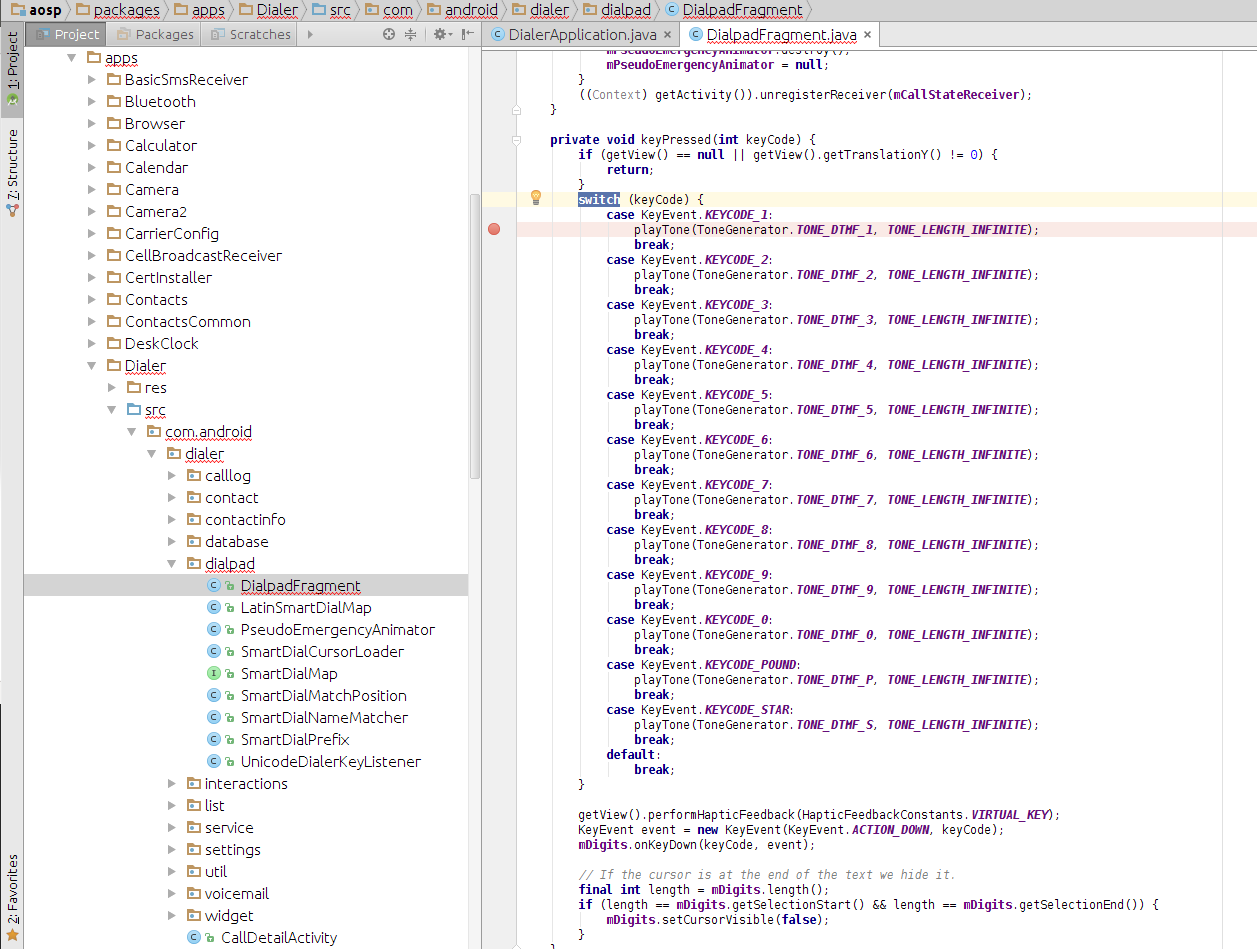 aosp packages apps Dialer src com android dialer dialpad DialpadFragment
Project Packages Scratches
DialerApplication.java DialpadFragment.java
1: Project
7: Structure
2: Favorites
apps
BasicSmsReceiver
Bluetooth
Browser
Calculator
Calendar
Camera
Camera2
CarrierConfig
CellBroadcastReceiver
CertInstaller
Contacts
ContactsCommon
DeskClock
Dialer
res
src
com.android
dialer
calllog
contact
contactinfo
database
dialpad
DialpadFragment
LatinSmartDialMap
PseudoEmergencyAnimator
SmartDialCursorLoader
SmartDialMap
SmartDialMatchPosition
SmartDialNameMatcher
SmartDialPrefix
UnicodeDialerKeyListener
interactions
list
service
settings
util
voicemail
widget
CallDetailActivity
mPseudoEmergencyAnimator.destroy();
mPseudoEmergencyAnimator = null;
}
((Context) getActivity()).unregisterReceiver(mCallStateReceiver);
}
private void keyPressed(int keyCode) {
if (getView() == null || getView().getTranslationY() != 0) {
return;
}
switch (keyCode) {
case KeyEvent.KEYCODE_1:
playTone(ToneGenerator.TONE_DTMF_1, TONE_LENGTH_INFINITE);
break;
case KeyEvent.KEYCODE_2:
playTone(ToneGenerator.TONE_DTMF_2, TONE_LENGTH_INFINITE);
break;
case KeyEvent.KEYCODE_3:
playTone(ToneGenerator.TONE_DTMF_3, TONE_LENGTH_INFINITE);
break;
case KeyEvent.KEYCODE_4:
playTone(ToneGenerator.TONE_DTMF_4, TONE_LENGTH_INFINITE);
break;
case KeyEvent.KEYCODE_5:
playTone(ToneGenerator.TONE_DTMF_5, TONE_LENGTH_INFINITE);
break;
case KeyEvent.KEYCODE_6:
playTone(ToneGenerator.TONE_DTMF_6, TONE_LENGTH_INFINITE);
break;
case KeyEvent.KEYCODE_7:
playTone(ToneGenerator.TONE_DTMF_7, TONE_LENGTH_INFINITE);
break;
case KeyEvent.KEYCODE_8:
playTone(ToneGenerator.TONE_DTMF_8, TONE_LENGTH_INFINITE);
break;
case KeyEvent.KEYCODE_9:
playTone(ToneGenerator.TONE_DTMF_9, TONE_LENGTH_INFINITE);
break;
case KeyEvent.KEYCODE_0:
playTone(ToneGenerator.TONE_DTMF_0, TONE_LENGTH_INFINITE);
break;
case KeyEvent.KEYCODE_POUND:
playTone(ToneGenerator.TONE_DTMF_P, TONE_LENGTH_INFINITE);
break;
case KeyEvent.KEYCODE_STAR:
playTone(ToneGenerator.TONE_DTMF_S, TONE_LENGTH_INFINITE);
break;
default:
break;
}
getView().performHapticFeedback(HapticFeedbackConstants.VIRTUAL_KEY);
KeyEvent event = new KeyEvent(KeyEvent.ACTION_DOWN, keyCode);
mDigits.onKeyDown(keyCode, event);
// If the cursor is at the end of the text we hide it.
final int length = mDigits.length();
if (length == mDigits.getSelectionStart() && length == mDigits.getSelectionEnd()) {
mDigits.setCursorVisible(false);
}
}